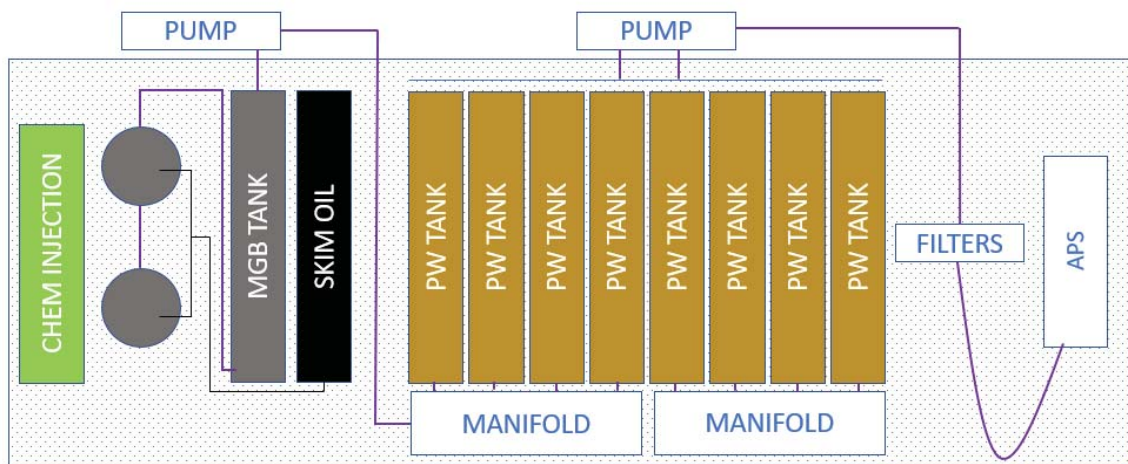 PUMP
PUMP
CHEM INJECTION
MGB TANK
SKIM OIL
PW TANK
PW TANK
PW TANK
PW TANK
PW TANK
PW TANK
PW TANK
PW TANK
FILTERS
APS
MANIFOLD
MANIFOLD